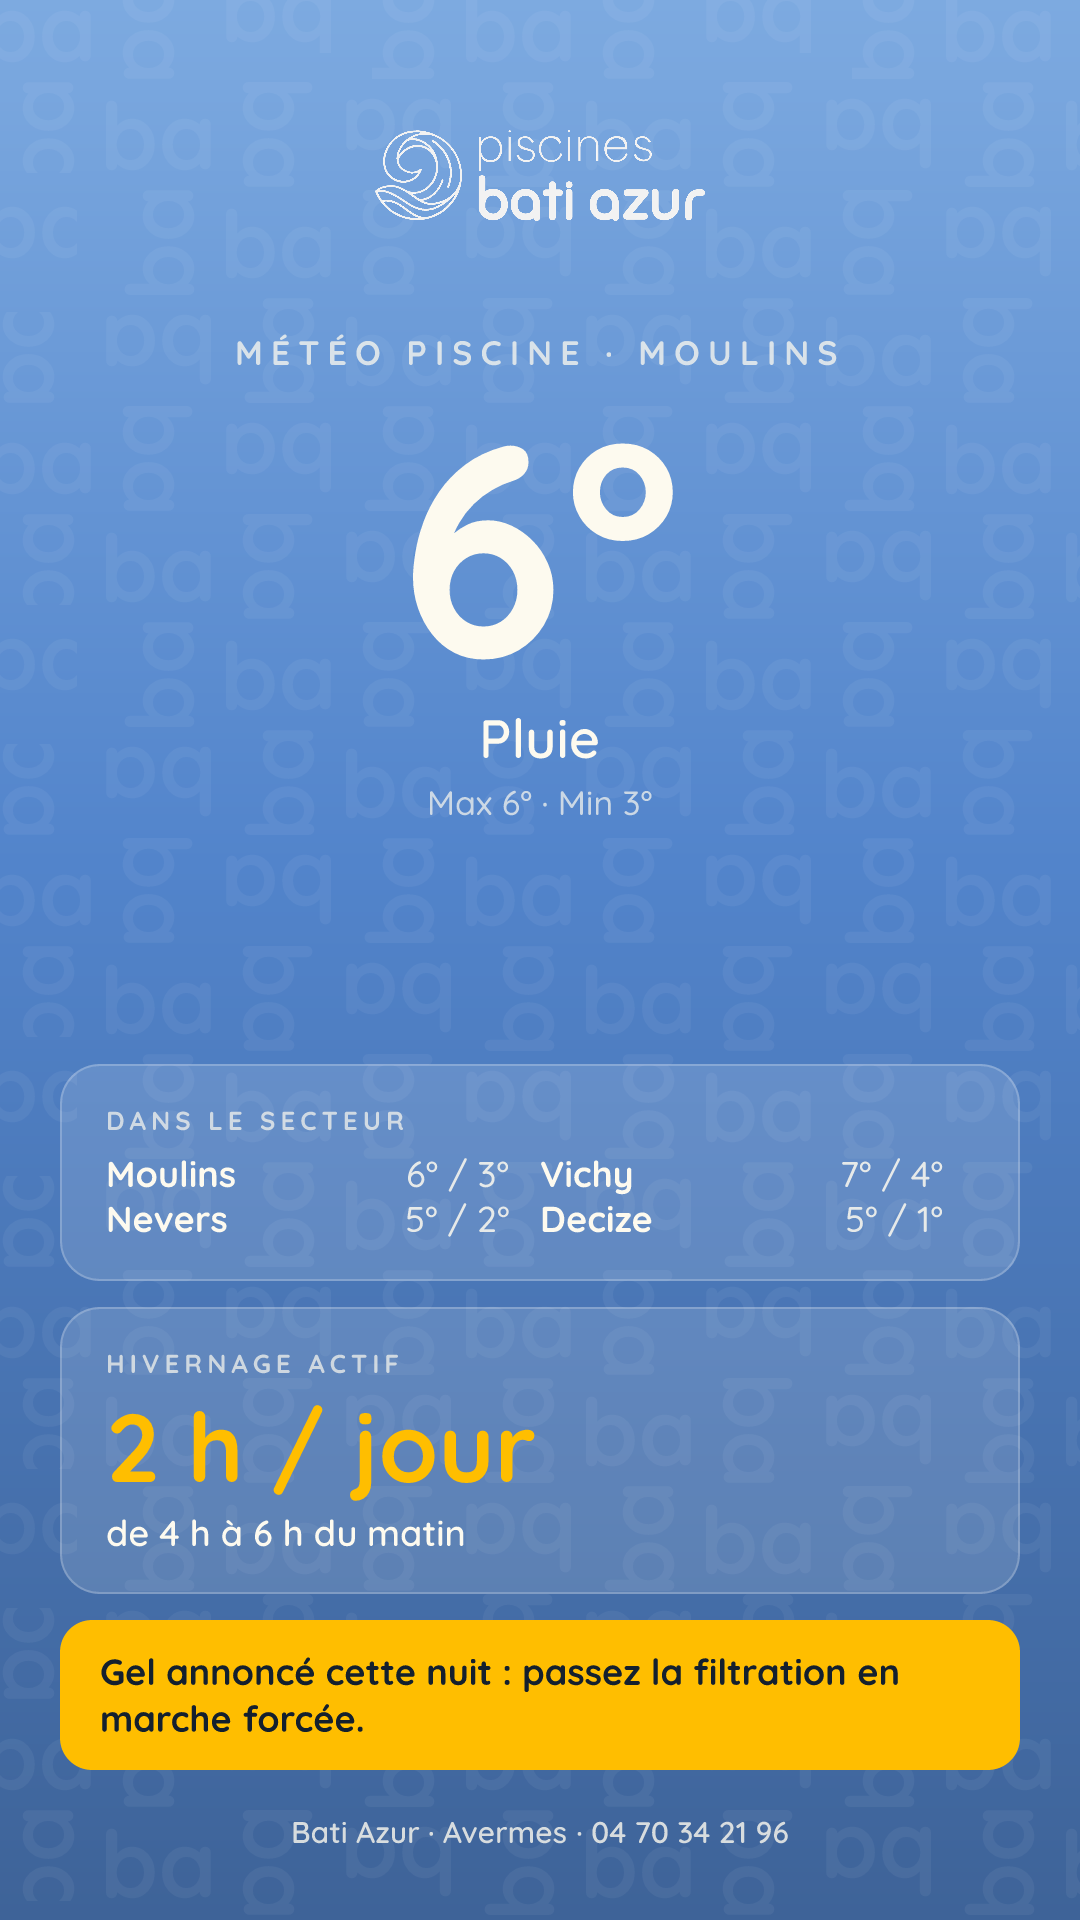 piscines
bati azur
MÉTÉO PISCINE · MOULINS
6°
Pluie
Max 6° · Min 3°
DANS LE SECTEUR
Moulins 6° / 3° Vichy 7° / 4°
Nevers 5° / 2° Decize 5° / 1°
HIVERNAGE ACTIF
2 h / jour
de 4 h à 6 h du matin
Gel annoncé cette nuit : passez la filtration en
marche forcée.
Bati Azur · Avermes · 04 70 34 21 96